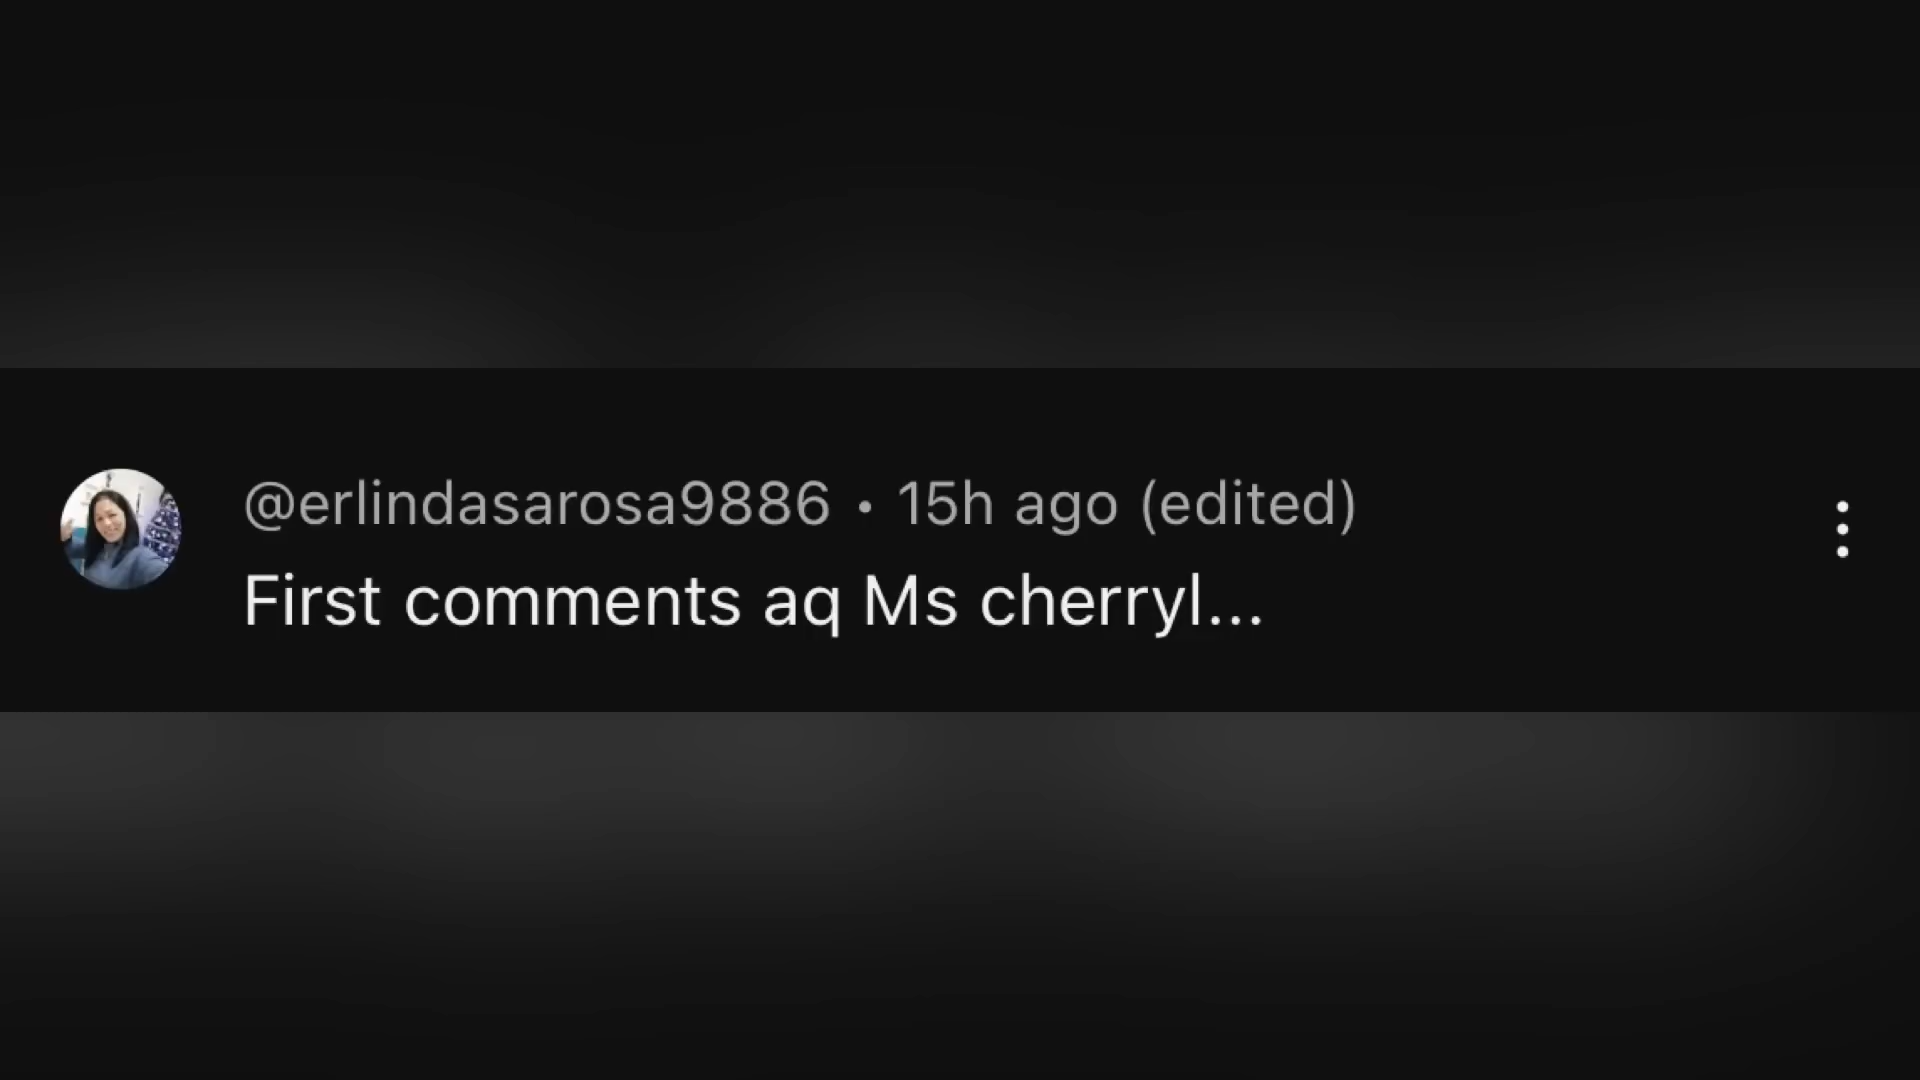 @erlindasarosa9886 • 15h ago (edited)
First comments aq Ms cherryl...